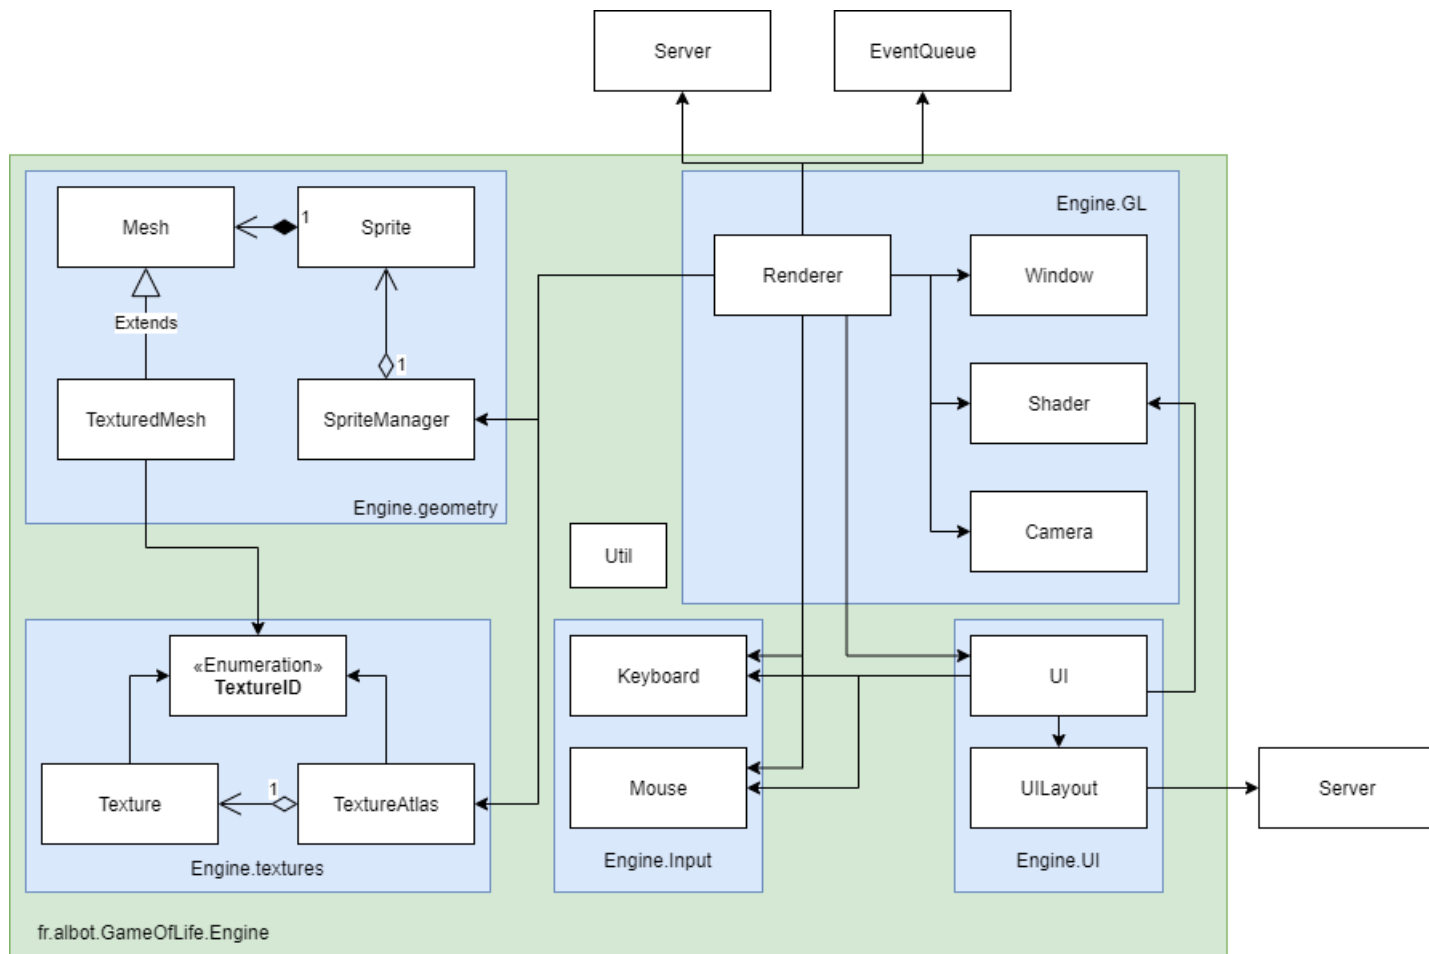 Server
EventQueue
Engine.GL
Mesh
1
Sprite
Renderer
Window
Extends
1
TexturedMesh
SpriteManager
Shader
Engine.geometry
Util
Camera
«Enumeration»
TextureID
Keyboard
UI
Texture
1
TextureAtlas
Mouse
UILayout
Server
Engine.textures
Engine.Input
Engine.UI
fr.albot.GameOfLife.Engine